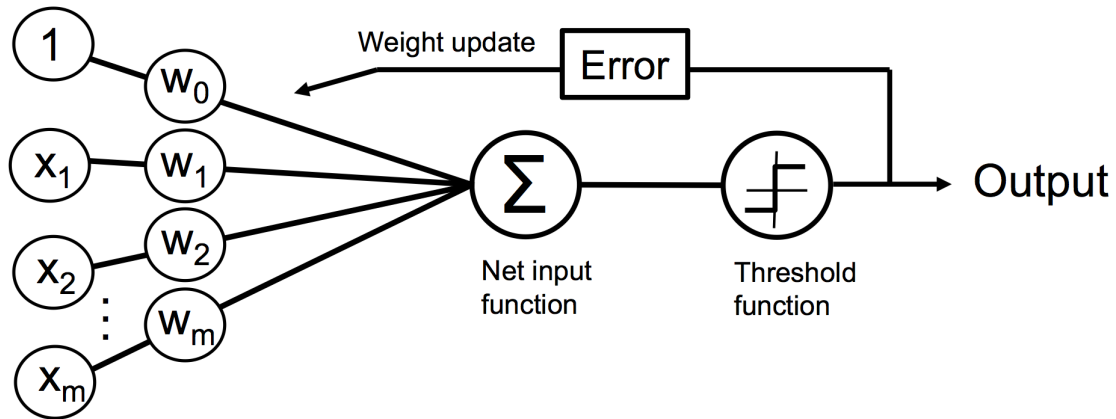 1
w0
x1
w1
x2
w2
⋮
xm
wm
Weight update
Error
Σ
Net input
function
Threshold
function
Output